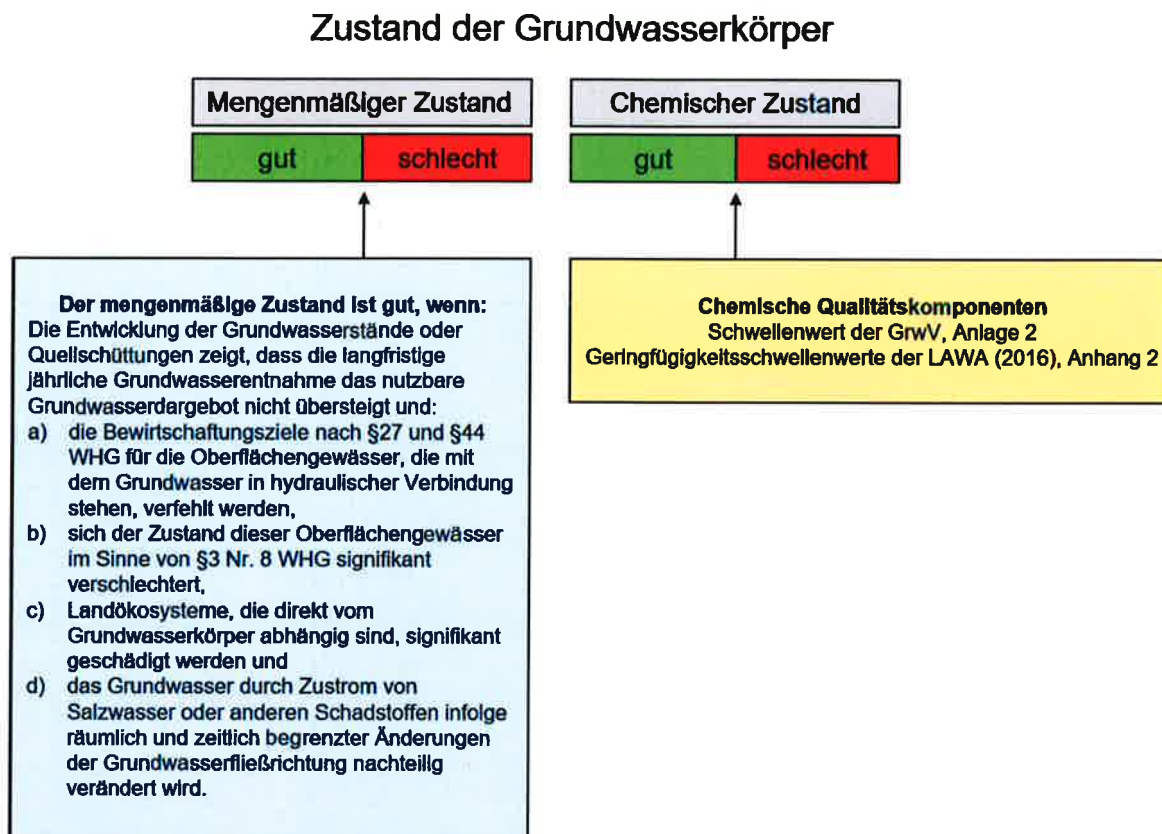 Zustand der Grundwasserkörper
Mengenmäßiger Zustand
gut
schlecht
Chemischer Zustand
gut
schlecht
Der mengenmäßige Zustand ist gut, wenn:
Die Entwicklung der Grundwasserstände oder
Quellschüttungen zeigt, dass die langfristige
jährliche Grundwasserentnahme das nutzbare
Grundwasserdargebot nicht übersteigt und:
a) die Bewirtschaftungsziele nach §27 und §44
WHG für die Oberflächengewässer, die mit
dem Grundwasser in hydraulischer Verbindung
stehen, verfehlt werden,
b) sich der Zustand dieser Oberflächengewässer
im Sinne von §3 Nr. 8 WHG signifikant
verschlechtert,
c) Landökosysteme, die direkt vom
Grundwasserkörper abhängig sind, signifikant
geschädigt werden und
d) das Grundwasser durch Zustrom von
Salzwasser oder anderen Schadstoffen infolge
räumlich und zeitlich begrenzter Änderungen
der Grundwasserfließrichtung nachteilig
verändert wird.
Chemische Qualitätskomponenten
Schwellenwert der GrwV, Anlage 2
Geringfügigkeitsschwellenwerte der LAWA (2016), Anhang 2